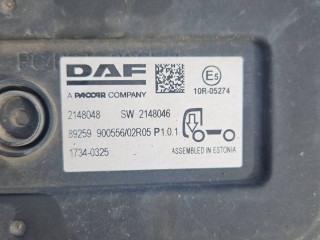 DAF
A PACCAR COMPANY
E5
10R-05274
2148048 SW 2148046
89259 900556/02R05 P1.0.1
1734-0325
ASSEMBLED IN ESTONIA